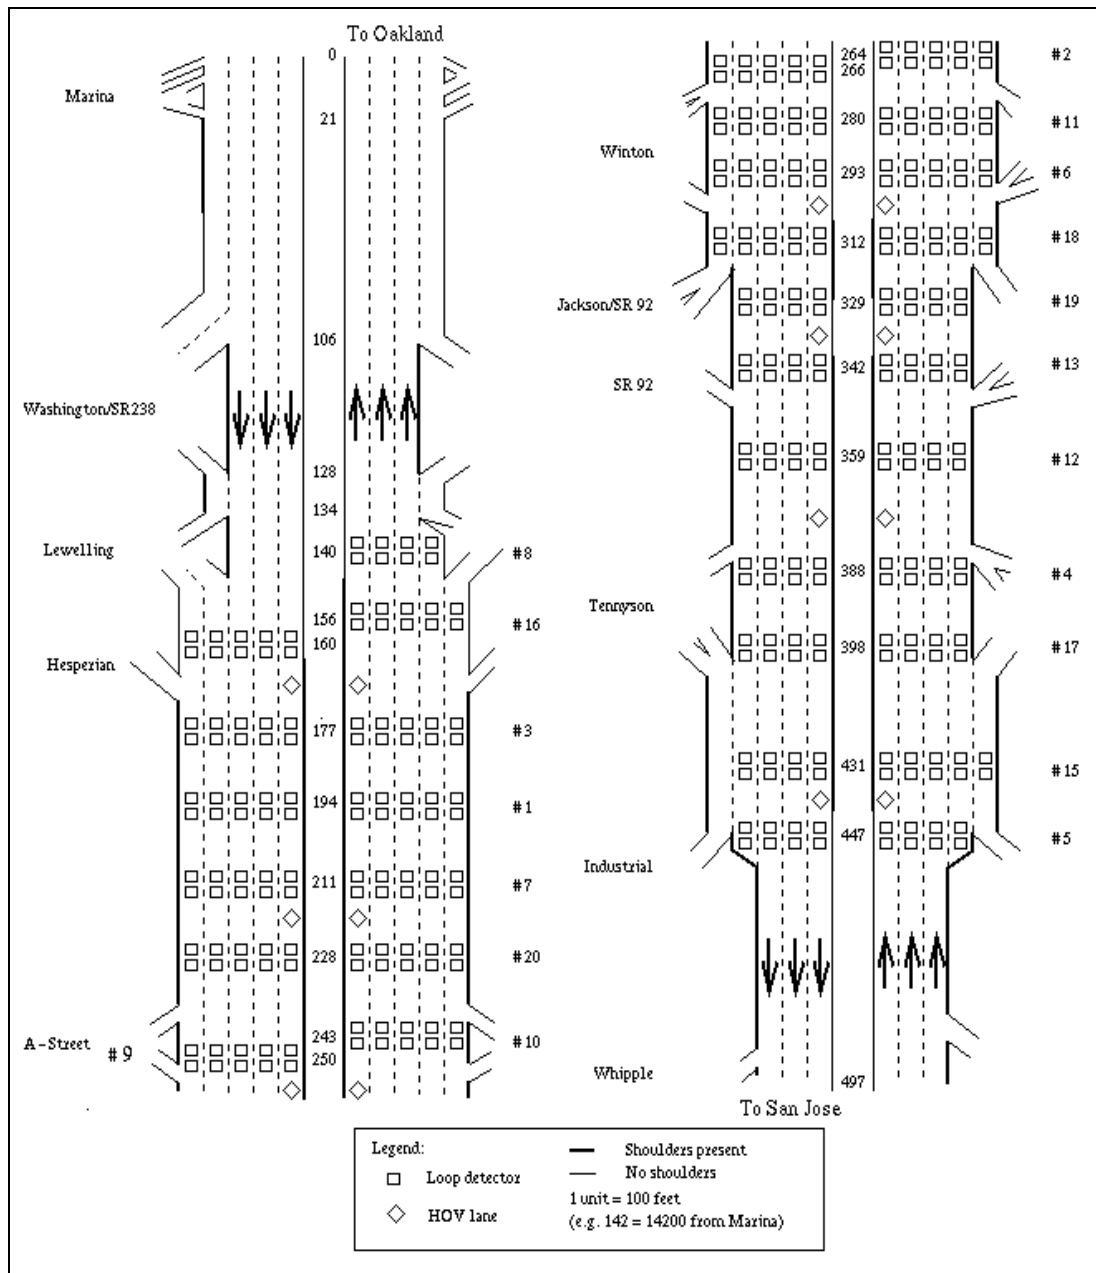 To Oakland
0
Marina
21
106
Washington/SR238
128
134
Lewelling
140
#8
156
#16
160
Hesperian
177
#3
194
#1
211
#7
228
#20
243
A-Street
#9
#10
250
264
#2
266
280
#11
Winton
293
#6
312
#18
Jackson/SR 92
329
#19
342
#13
SR 92
359
#12
388
#4
Tennyson
398
#17
431
#15
447
#5
Industrial
Whipple
497
To San Jose
Legend:
Loop detector
HOV lane
Shoulders present
No shoulders
1 unit = 100 feet
(e.g. 142 = 14200 from Marina)